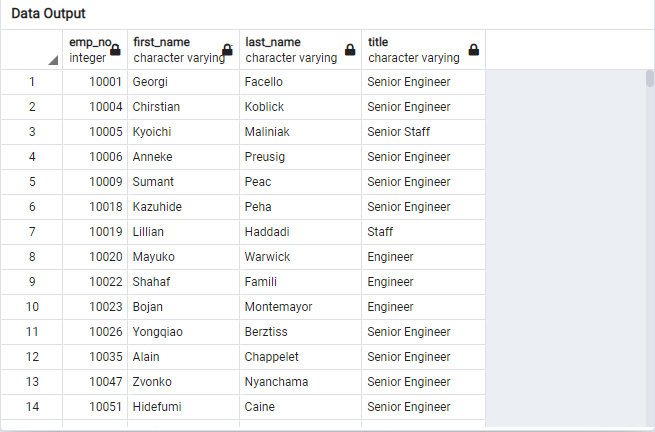 Data Output
emp_no first_name last_name title
integer character varying character varying character varying
1 10001 Georgi Facello Senior Engineer
2 10004 Chirstian Koblick Senior Engineer
3 10005 Kyoichi Maliniak Senior Staff
4 10006 Anneke Preusig Senior Engineer
5 10009 Sumant Peac Senior Engineer
6 10018 Kazuhide Peha Senior Engineer
7 10019 Lillian Haddadi Staff
8 10020 Mayuko Warwick Engineer
9 10022 Shahaf Famili Engineer
10 10023 Bojan Montemayor Engineer
11 10026 Yongqiao Berztiss Senior Engineer
12 10035 Alain Chappelet Senior Engineer
13 10047 Zvonko Nyanchama Senior Engineer
14 10051 Hidefumi Caine Senior Engineer